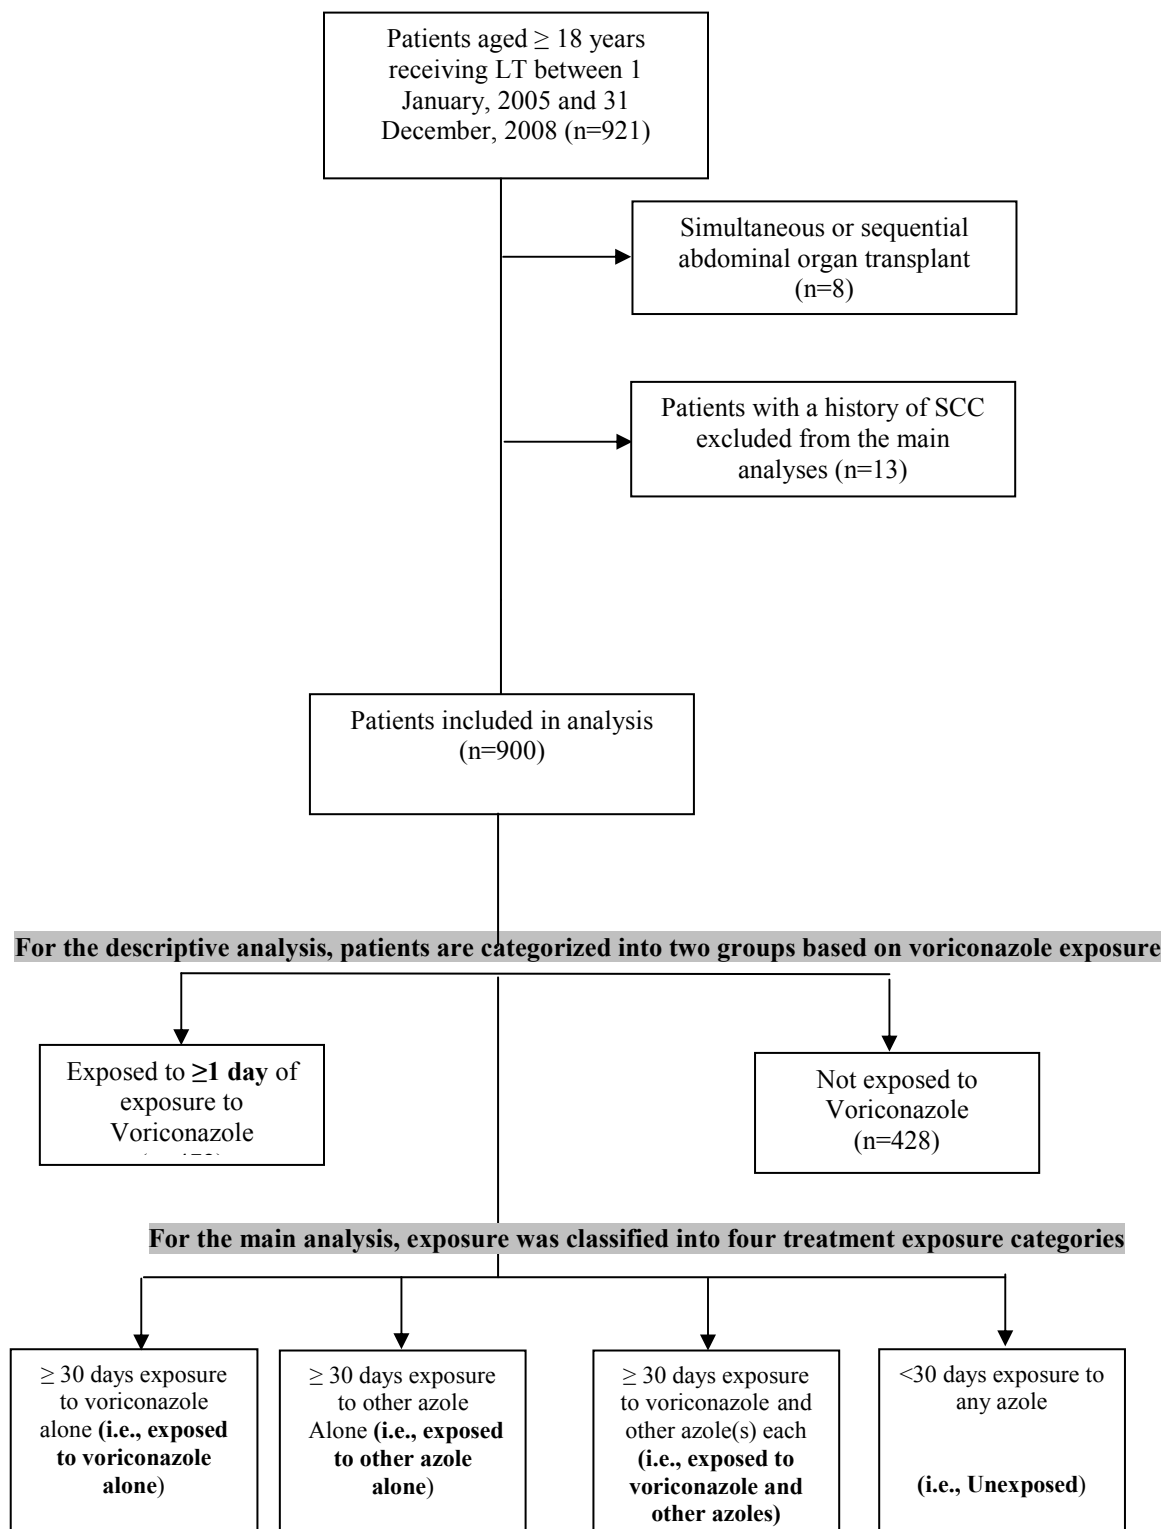 Patients aged ≥ 18 years
receiving LT between 1
January, 2005 and 31
December, 2008 (n=921)
Simultaneous or sequential
abdominal organ transplant
(n=8)
Patients with a history of SCC
excluded from the main
analyses (n=13)
Patients included in analysis
(n=900)
For the descriptive analysis, patients are categorized into two groups based on voriconazole exposure
Exposed to ≥1 day of
exposure to
Voriconazole
Not exposed to
Voriconazole
(n=428)
For the main analysis, exposure was classified into four treatment exposure categories
≥ 30 days exposure
to voriconazole
alone (i.e., exposed
to voriconazole
alone)
≥ 30 days exposure
to other azole
Alone (i.e., exposed
to other azole
alone)
≥ 30 days exposure
to voriconazole and
other azole(s) each
(i.e., exposed to
voriconazole and
other azoles)
<30 days exposure to
any azole
(i.e., Unexposed)